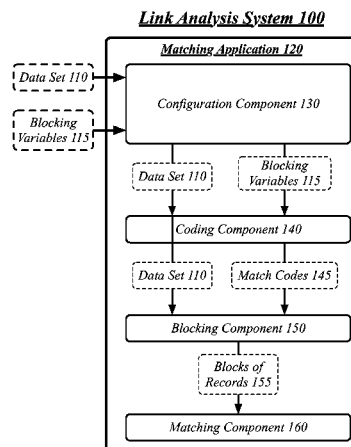 Link Analysis System 100
Matching Application 120
Data Set 110
Configuration Component 130
Blocking
Variables 115
Data Set 110
Blocking
Variables 115
Coding Component 140
Data Set 110
Match Codes 145
Blocking Component 150
Blocks of
Records 155
Matching Component 160